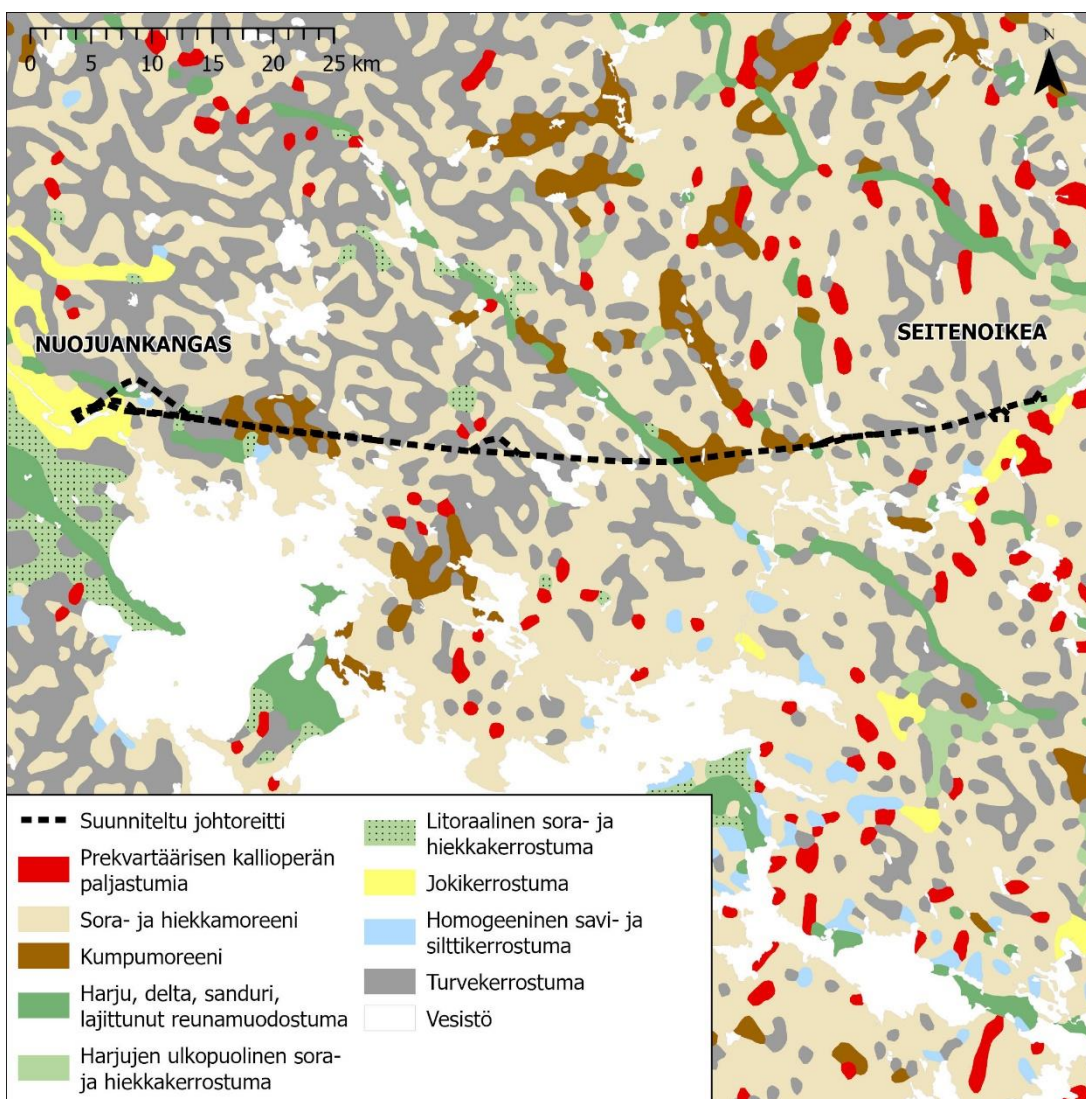 0 5 10 15 20 25 km
N
NUOJUANKANGAS
SEITENOIKEA
Suunniteltu johtoreitti
Prekvartäärisen kallioperän
paljastumia
Sora- ja hiekkamoreeni
Kumpumoreeni
Harju, delta, sanduri,
lajittunut reunamuodostuma
Harjujen ulkopuolinen sora-
ja hiekkakerrostuma
Litoraalinen sora- ja
hiekkakerrostuma
Jokikerrostuma
Homogeeninen savi- ja
silttikerrostuma
Turvekerrostuma
Vesistö